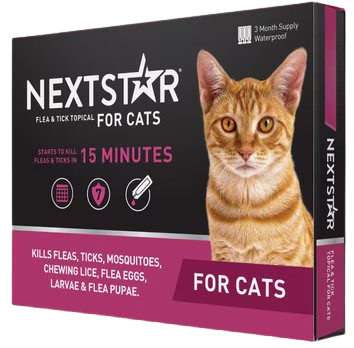 3 Month Supply
Waterproof
NEXTSTAR®
FLEA & TICK TOPICAL FOR CATS
STARTS TO KILL
FLEAS & TICKS IN 15 MINUTES
7
KILLS FLEAS, TICKS, MOSQUITOES,
CHEWING LICE, FLEA EGGS,
LARVAE & FLEA PUPAE.
FOR CATS
NEXTSTAR
FLEA & TICK
TOPICAL FOR CATS